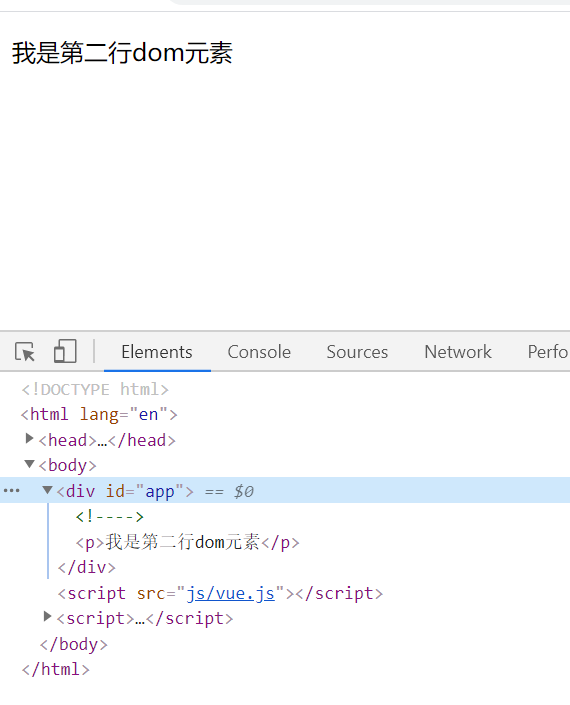 我是第二行dom元素
Elements Console Sources Network Perfo
<!DOCTYPE html>
<html lang="en">
<head>…</head>
<body>
… <div id="app"> == $0
<!---->
<p>我是第二行dom元素</p>
</div>
<script src="js/vue.js"></script>
<script>…</script>
</body>
</html>